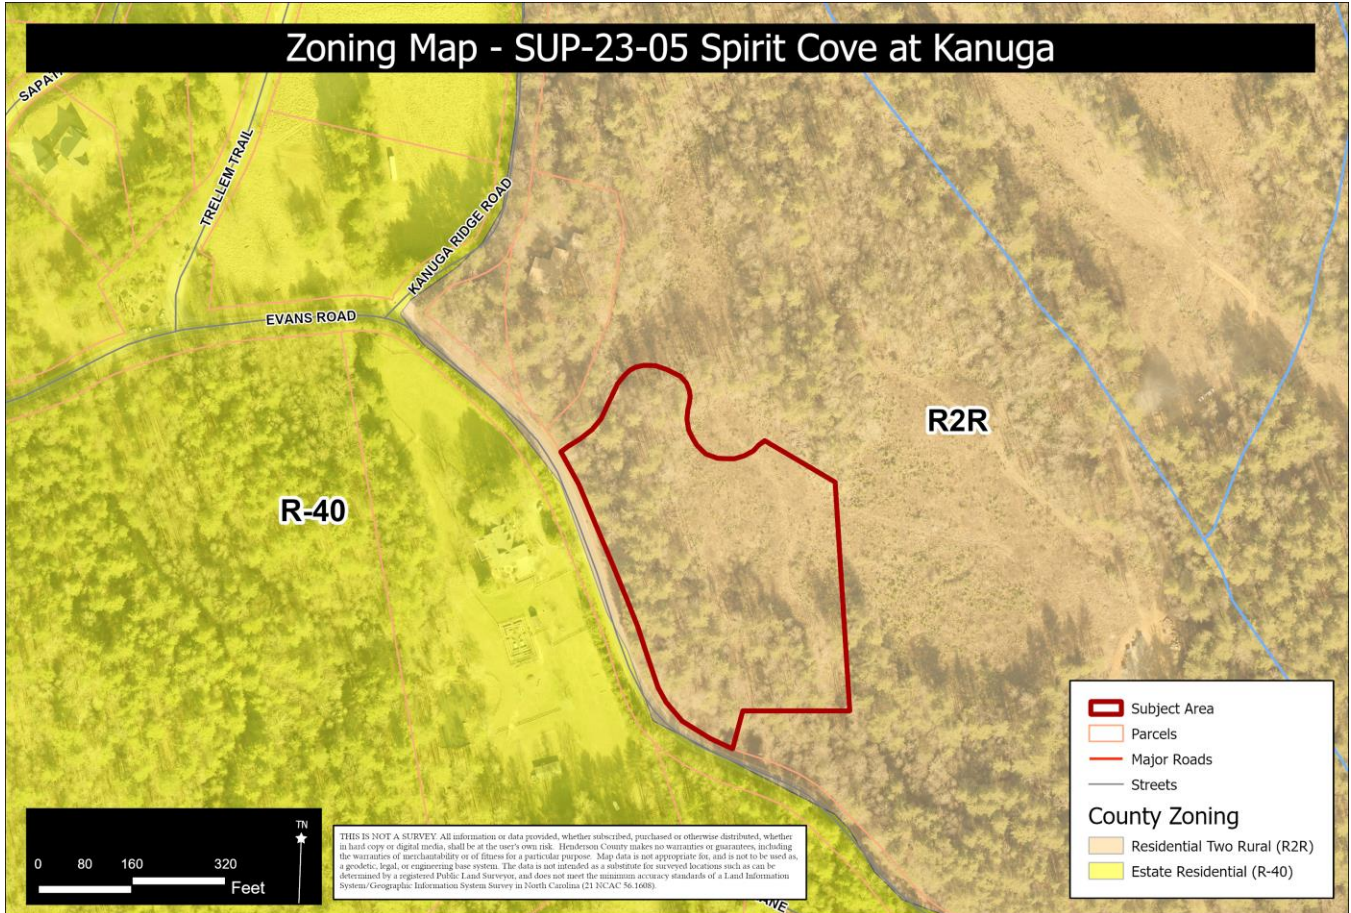 Zoning Map - SUP-23-05 Spirit Cove at Kanuga
TRELLEM TRAIL
KANUGA RIDGE ROAD
EVANS ROAD
R2R
R-40
Subject Area
Parcels
Major Roads
Streets
County Zoning
Residential Two Rural (R2R)
Estate Residential (R-40)
TN
0 80 160 320
Feet
THIS IS NOT A SURVEY. All information or data provided, whether subscribed, purchased or otherwise distributed, whether
in hard copy or digital media, shall be at the user's own risk. Henderson County makes no warranties or guarantees, including
the warranties of merchantability or of fitness for a particular purpose. Map data is not appropriate for, and is not to be used as,
a geodetic, legal, or engineering base system. The data is not intended as a substitute for surveyed locations such as can be
determined by a registered Public Land Surveyor, and does not meet the minimum accuracy standards of a Land Information
System/Geographic Information System Survey in North Carolina (21 NCAC 56.1608).